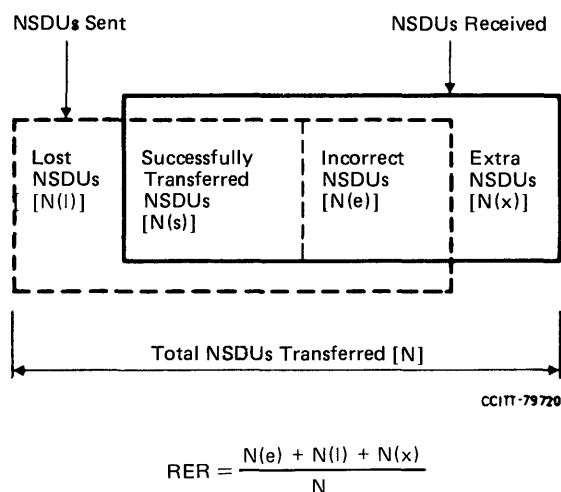 NSDUs Sent
NSDUs Received
Lost
NSDUs
[N(l)]
Successfully
Transferred
NSDUs
[N(s)]
Incorrect
NSDUs
[N(e)]
Extra
NSDUs
[N(x)]
Total NSDUs Transferred [N]
CCITT-79720
RER = N(e) + N(l) + N(x)
N